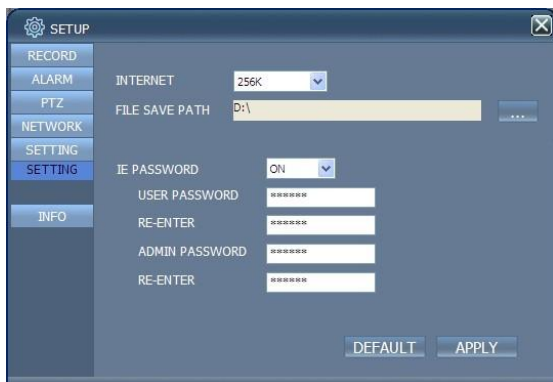 SETUP
RECORD
ALARM
PTZ
NETWORK
SETTING
SETTING
INFO
INTERNET 256K
FILE SAVE PATH D:\ ...
IE PASSWORD ON
USER PASSWORD ******
RE-ENTER ******
ADMIN PASSWORD ******
RE-ENTER ******
DEFAULT APPLY